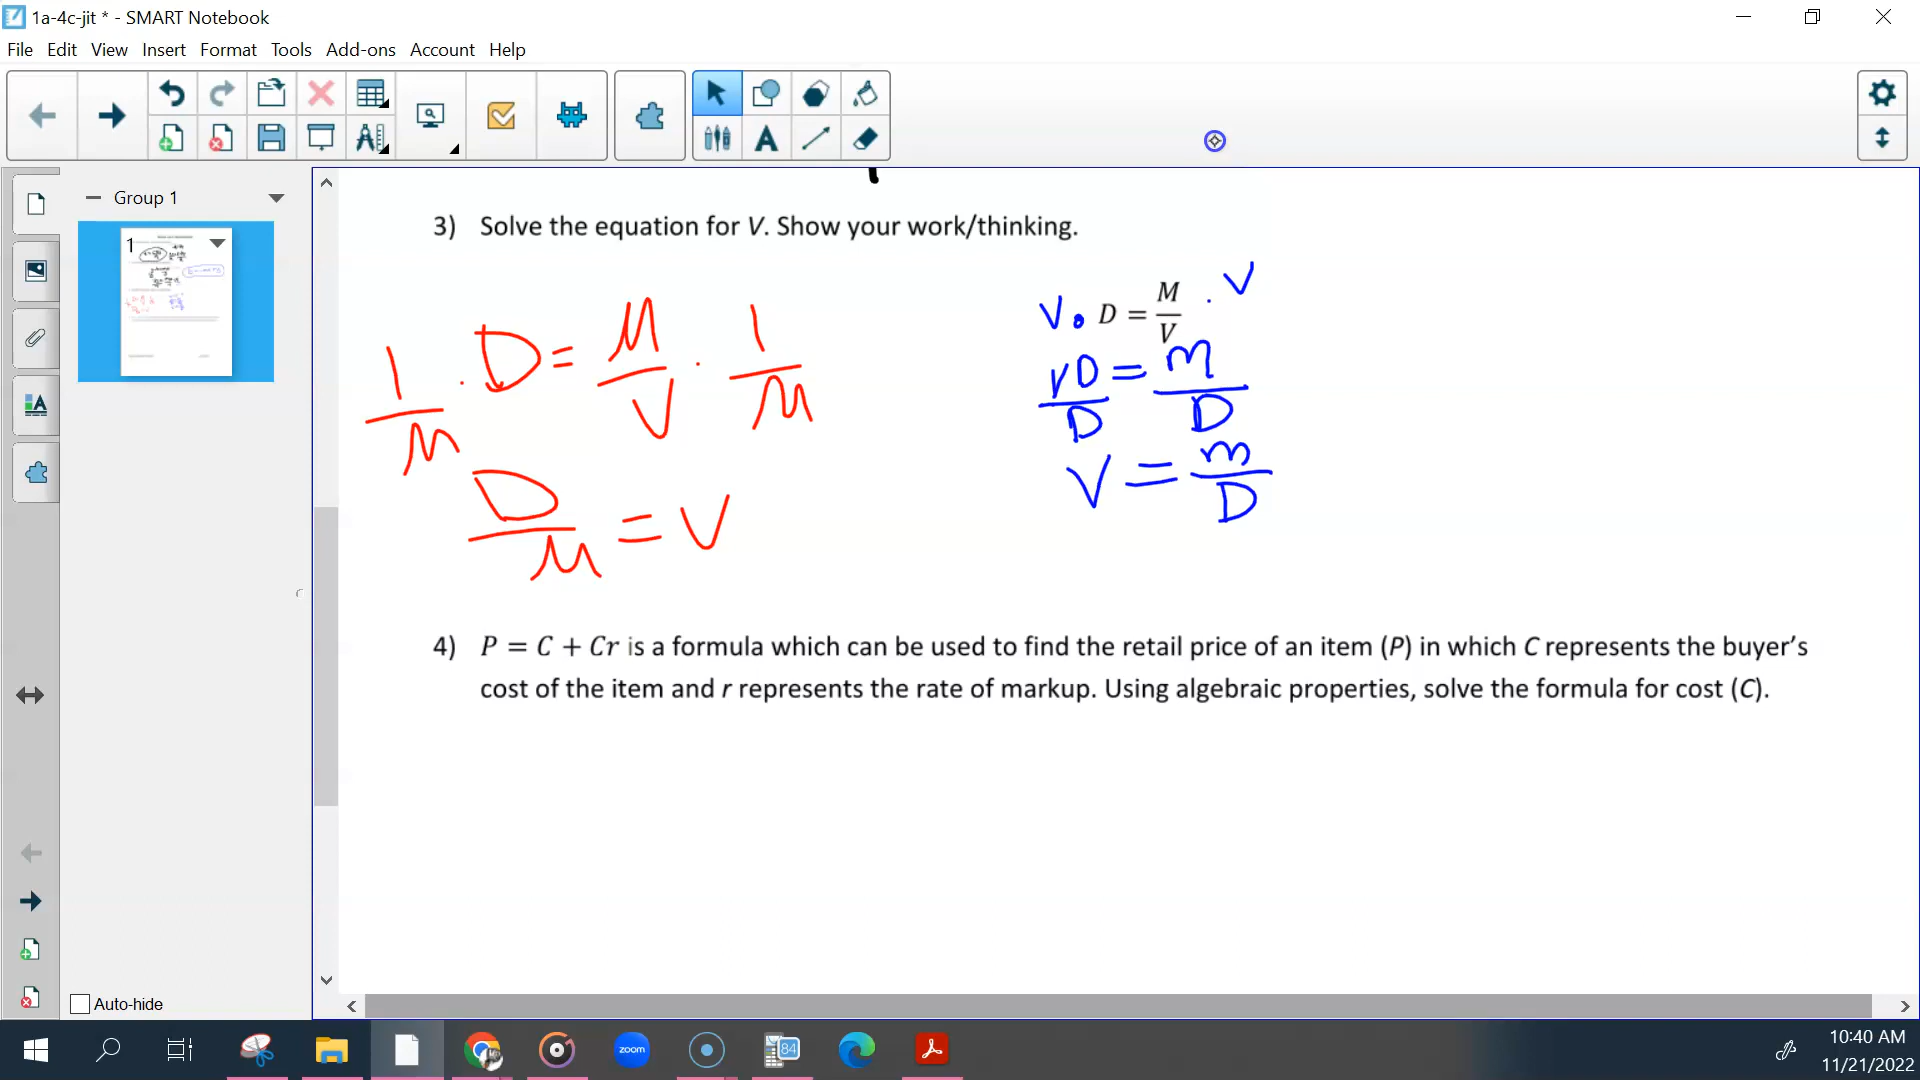 1a-4c-jit * - SMART Notebook
File Edit View Insert Format Tools Add-ons Account Help
Group 1
1
3) Solve the equation for V. Show your work/thinking.
V • D = M/V · V
VD/D = m/D
V = m/D
1/M · D = M/V · 1/M
D/M = V
4) P = C + Cr is a formula which can be used to find the retail price of an item (P) in which C represents the buyer's
cost of the item and r represents the rate of markup. Using algebraic properties, solve the formula for cost (C).
Auto-hide
zoom
84
10:40 AM
11/21/2022